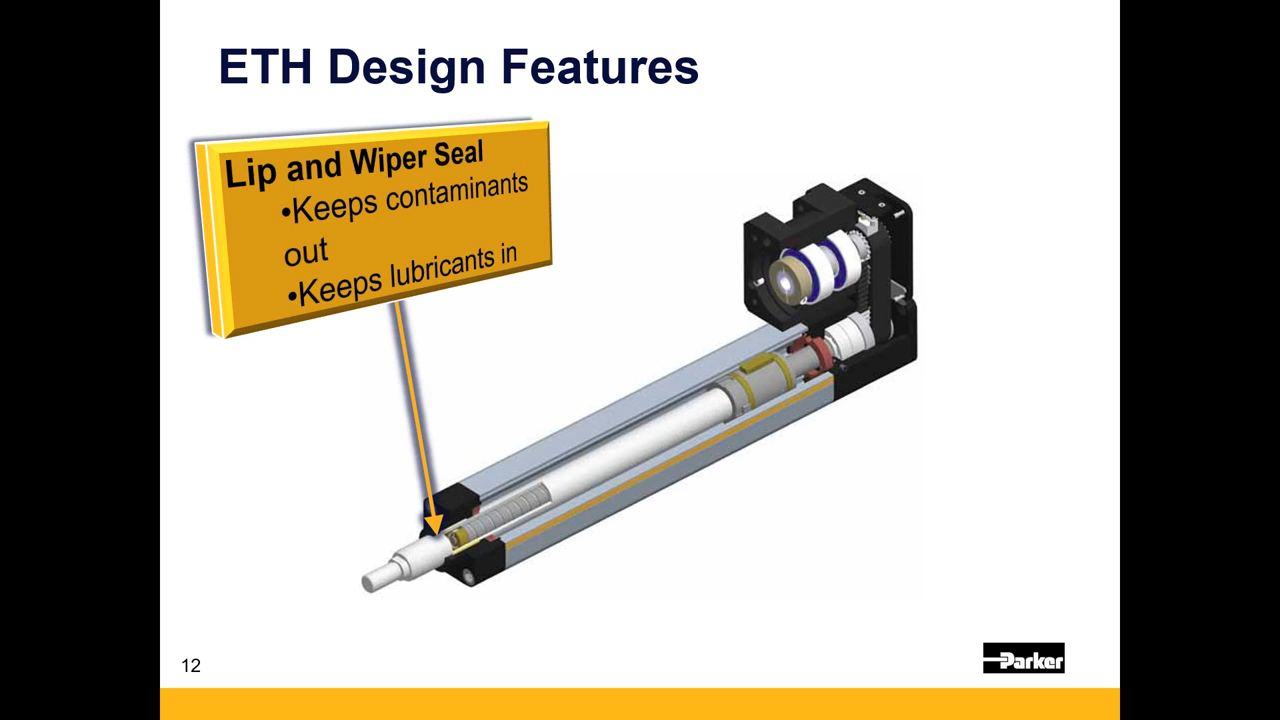 ETH Design Features
Lip and Wiper Seal
•Keeps contaminants
out
•Keeps lubricants in
12
Parker